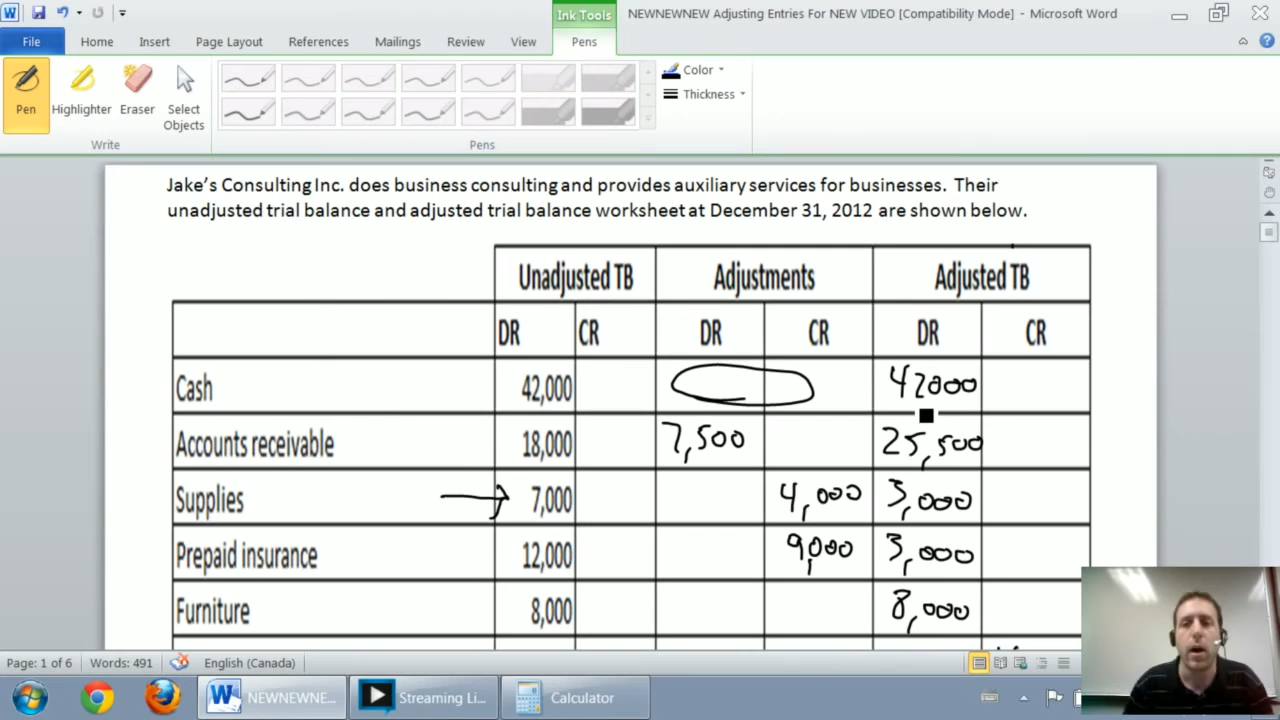 Ink Tools
NEWNEWNEW Adjusting Entries For NEW VIDEO [Compatibility Mode] - Microsoft Word
File Home Insert Page Layout References Mailings Review View Pens
Pen Highlighter Eraser Select Objects
Color
Thickness
Write Pens
Jake's Consulting Inc. does business consulting and provides auxiliary services for businesses. Their
unadjusted trial balance and adjusted trial balance worksheet at December 31, 2012 are shown below.
Unadjusted TB Adjustments Adjusted TB
DR CR DR CR DR CR
Cash 42,000 42000
Accounts receivable 18,000 7,500 25,500
Supplies 7,000 4,000 3,000
Prepaid insurance 12,000 9,000 3,000
Furniture 8,000 8,000
Page: 1 of 6 Words: 491 English (Canada)
NEWNEWNE... Streaming Li... Calculator